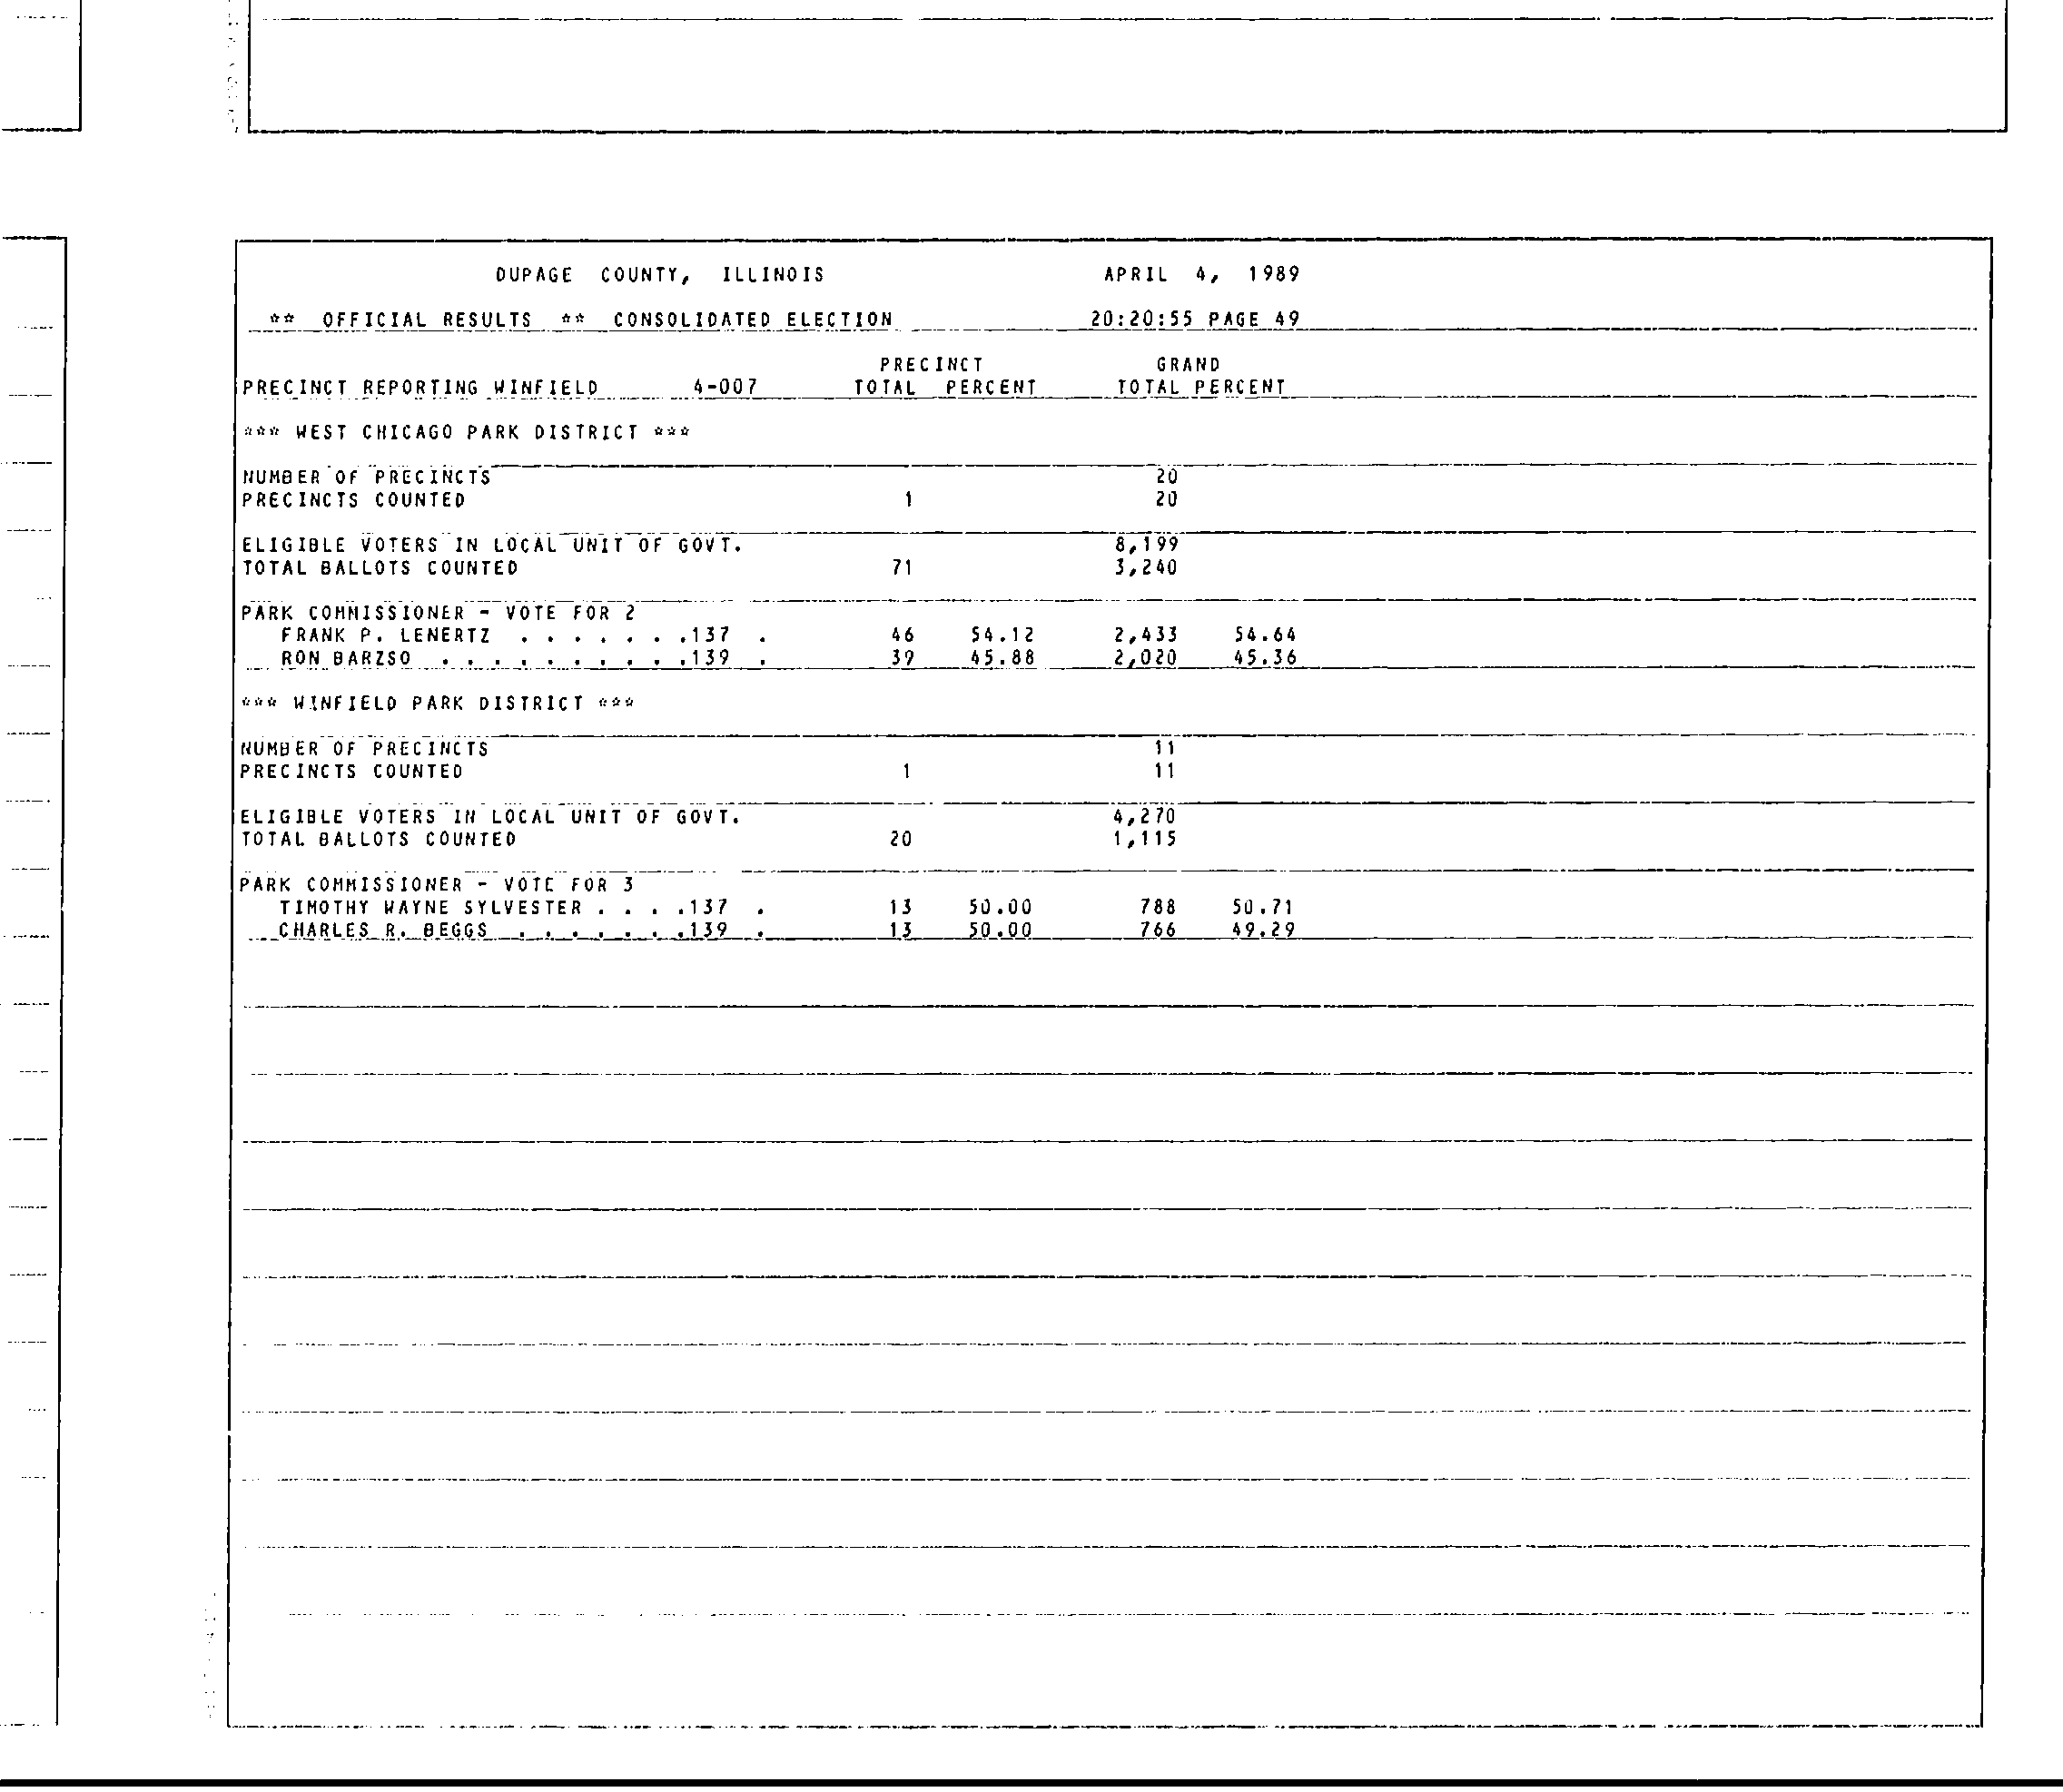 DUPAGE COUNTY, ILLINOIS APRIL 4, 1989
** OFFICIAL RESULTS ** CONSOLIDATED ELECTION 20:20:55 PAGE 49
PRECINCT GRAND
PRECINCT REPORTING WINFIELD 4-007 TOTAL PERCENT TOTAL PERCENT
*** WEST CHICAGO PARK DISTRICT ***
NUMBER OF PRECINCTS 20
PRECINCTS COUNTED 1 20
ELIGIBLE VOTERS IN LOCAL UNIT OF GOVT. 8,199
TOTAL BALLOTS COUNTED 71 3,240
PARK COMMISSIONER - VOTE FOR 2
FRANK P. LENERTZ . . . . . . .137 . 46 54.12 2,433 54.64
RON BARZSO . . . . . . . . . .139 . 39 45.88 2,020 45.36
*** WINFIELD PARK DISTRICT ***
NUMBER OF PRECINCTS 11
PRECINCTS COUNTED 1 11
ELIGIBLE VOTERS IN LOCAL UNIT OF GOVT. 4,270
TOTAL BALLOTS COUNTED 20 1,115
PARK COMMISSIONER - VOTE FOR 3
TIMOTHY WAYNE SYLVESTER . . . .137 . 13 50.00 788 50.71
CHARLES R. BEGGS . . . . . . .139 . 13 50.00 766 49.29